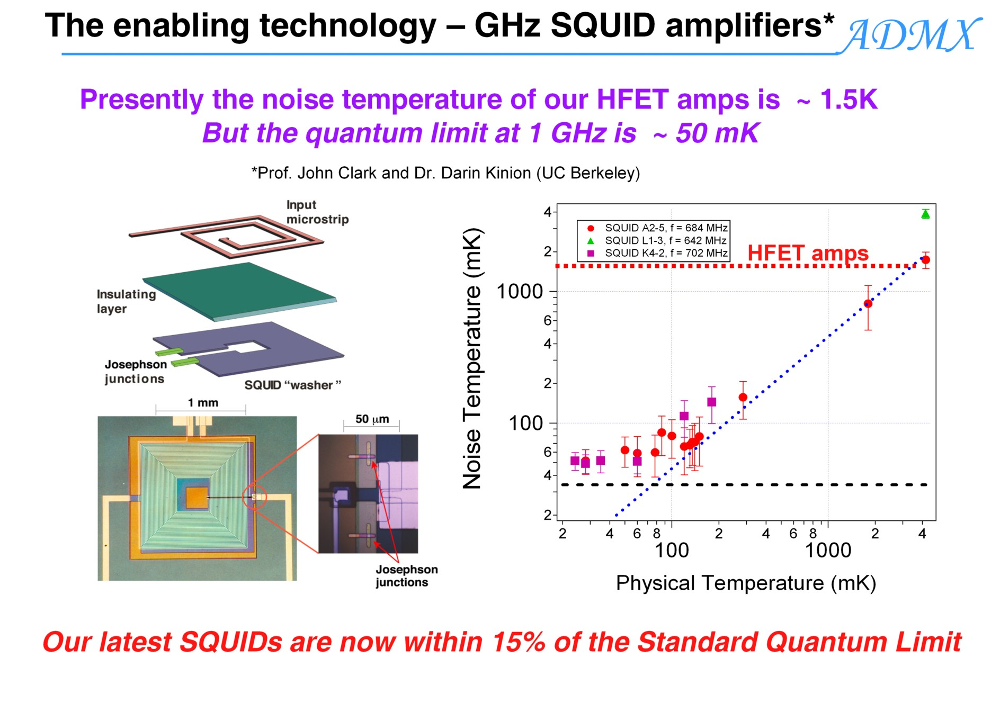 The enabling technology – GHz SQUID amplifiers*
ADMX
Presently the noise temperature of our HFET amps is ~ 1.5K
But the quantum limit at 1 GHz is ~ 50 mK
*Prof. John Clark and Dr. Darin Kinion (UC Berkeley)
Input
microstrip
Insulating
layer
Josephson
junctions
SQUID “washer”
1 mm
50 μm
Josephson
junctions
Noise Temperature (mK)
4
2
1000
6
4
2
100
6
4
2
SQUID A2-5, f = 684 MHz
SQUID L1-3, f = 642 MHz
SQUID K4-2, f = 702 MHz
HFET amps
2 4 6 8 2 4 6 8 2 4
100 1000
Physical Temperature (mK)
Our latest SQUIDs are now within 15% of the Standard Quantum Limit